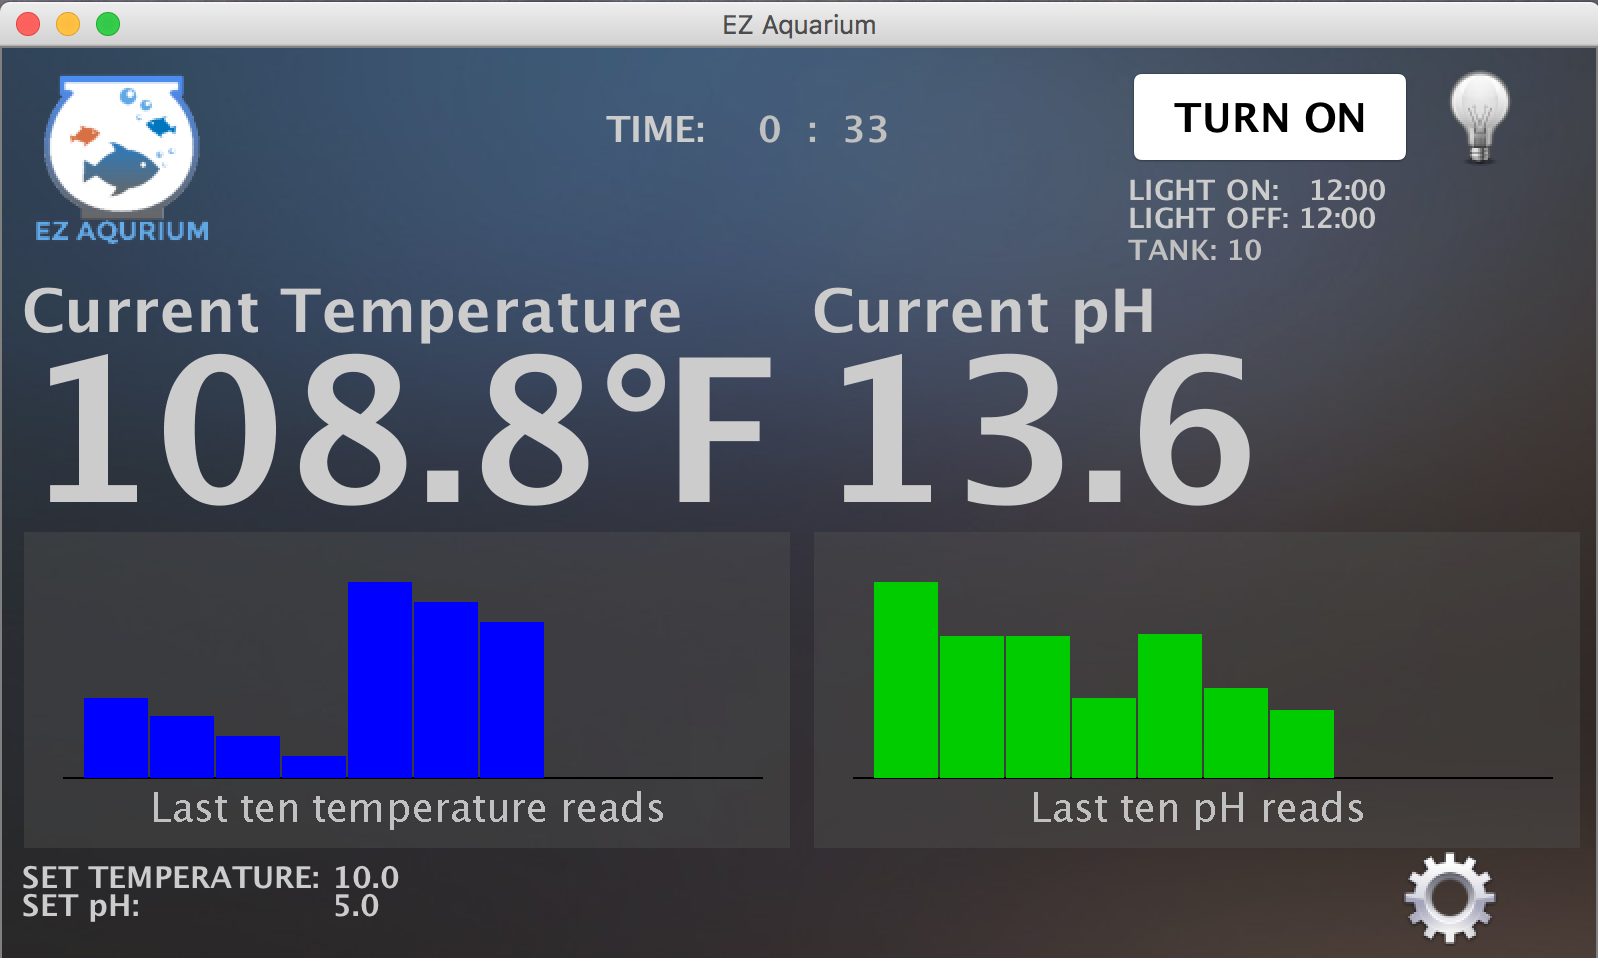 EZ Aquarium
EZ AQURIUM
TIME: 0 : 33
TURN ON
LIGHT ON: 12:00
LIGHT OFF: 12:00
TANK: 10
Current Temperature
108.8°F
Current pH
13.6
Last ten temperature reads
Last ten pH reads
SET TEMPERATURE: 10.0
SET pH: 5.0